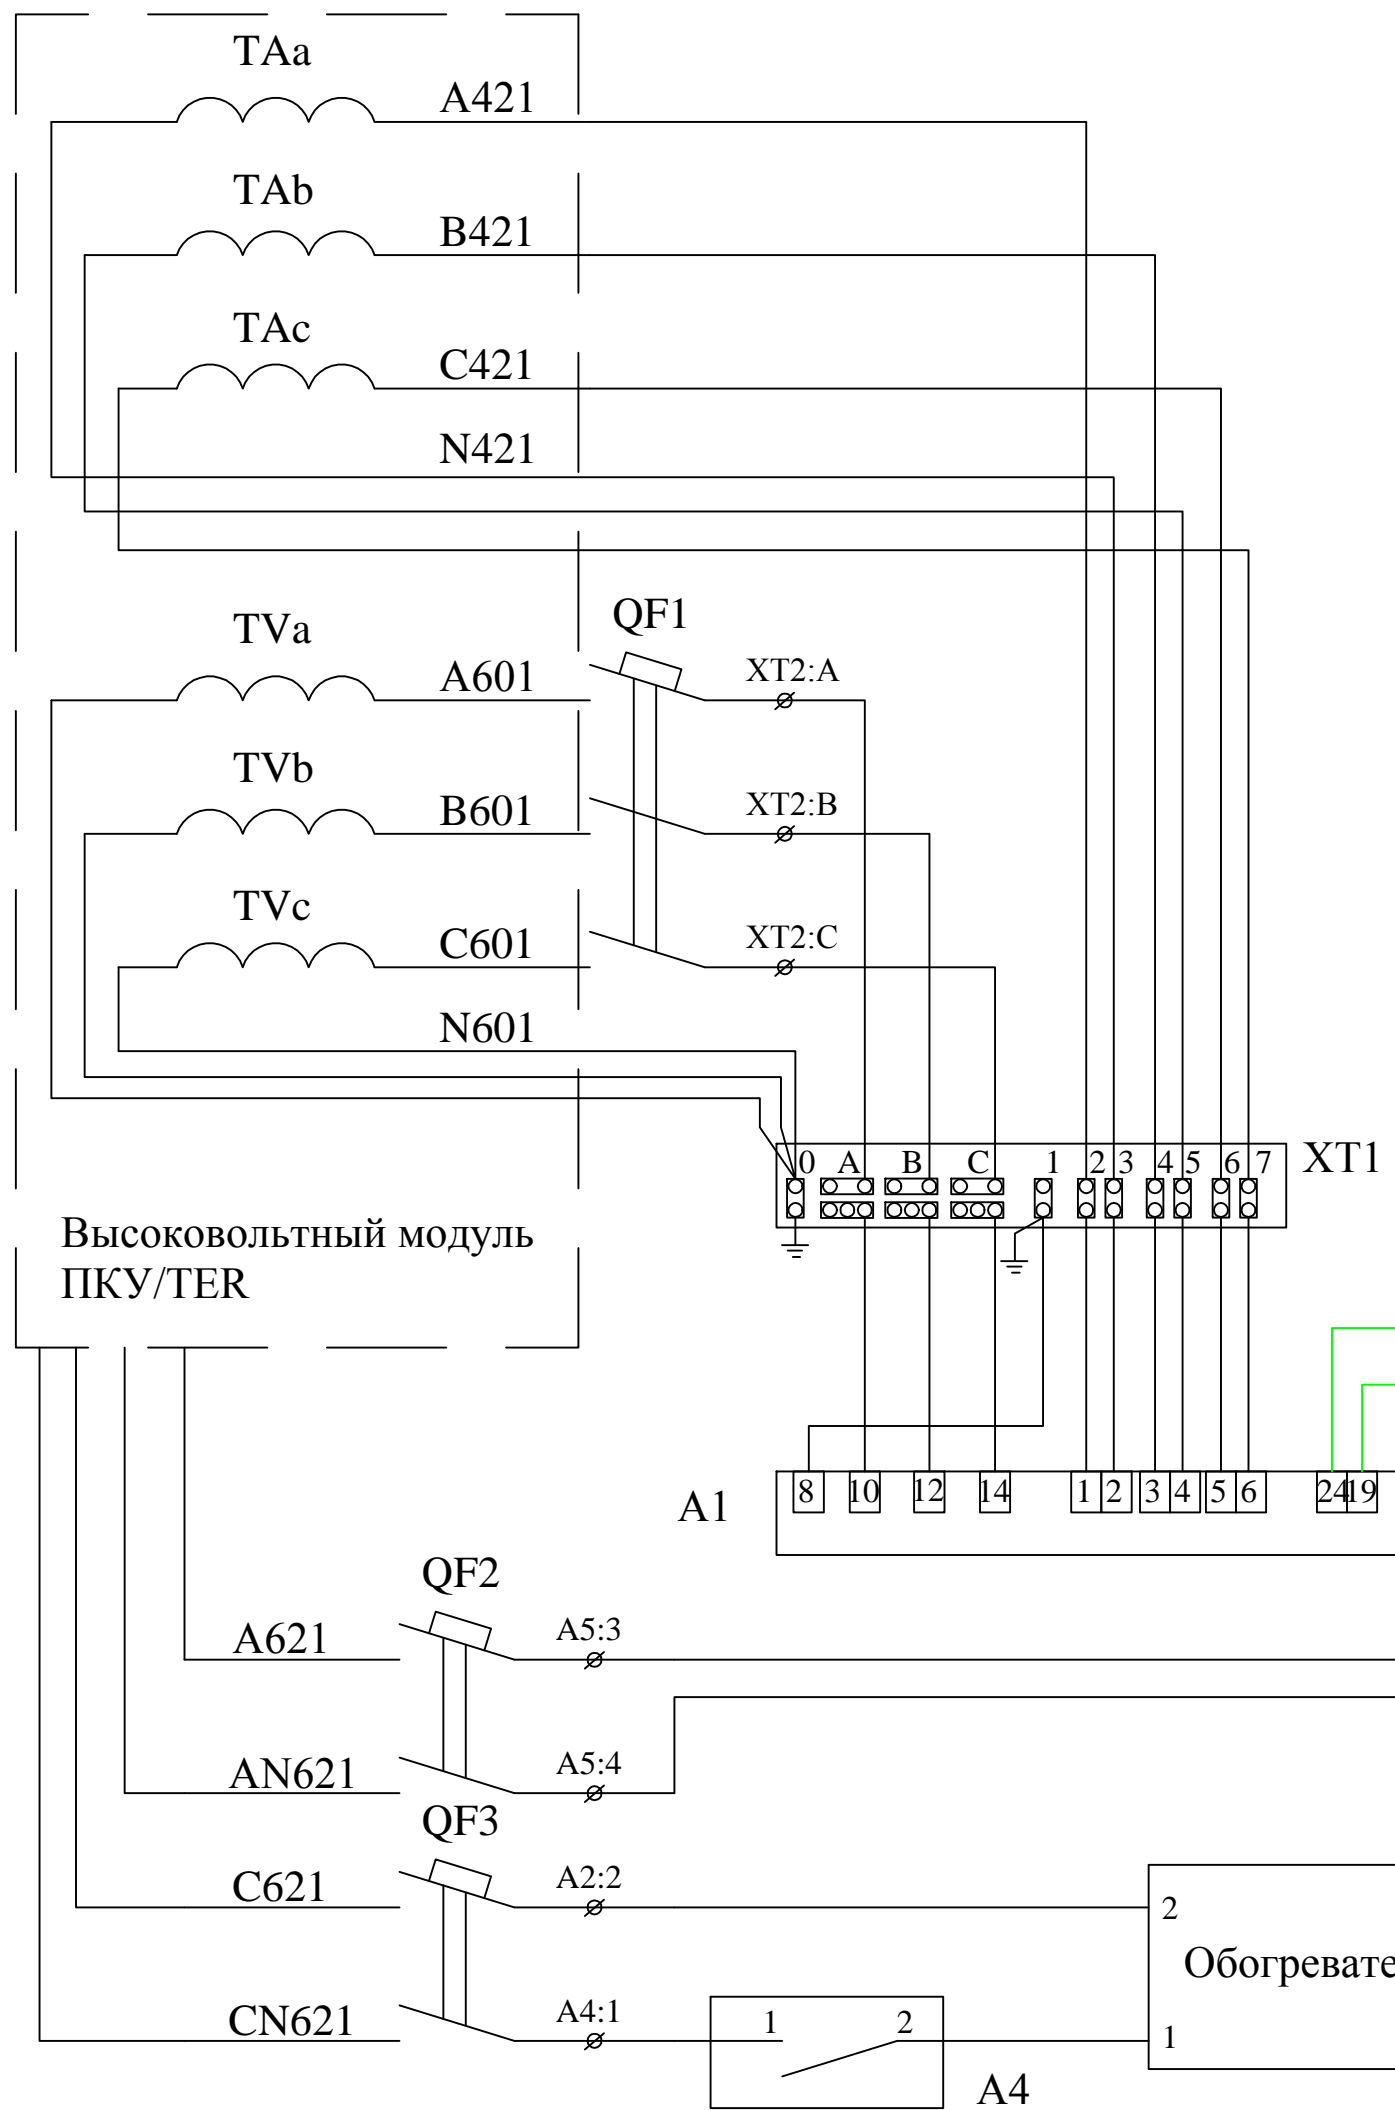 TAa
A421
TAb
B421
TAc
C421
N421
TVa
QF1
A601
XT2:A
TVb
B601
XT2:B
TVc
C601
XT2:C
N601
0 A B C 1 2 3 4 5 6 7
XT1
Высоковольтный модуль
ПКУ/TER
A1
8 10 12 14 1 2 3 4 5 6 24 19
QF2
A621
A5:3
AN621
A5:4
QF3
C621
A2:2
2
Обогревате
CN621
A4:1
1 2
1
A4